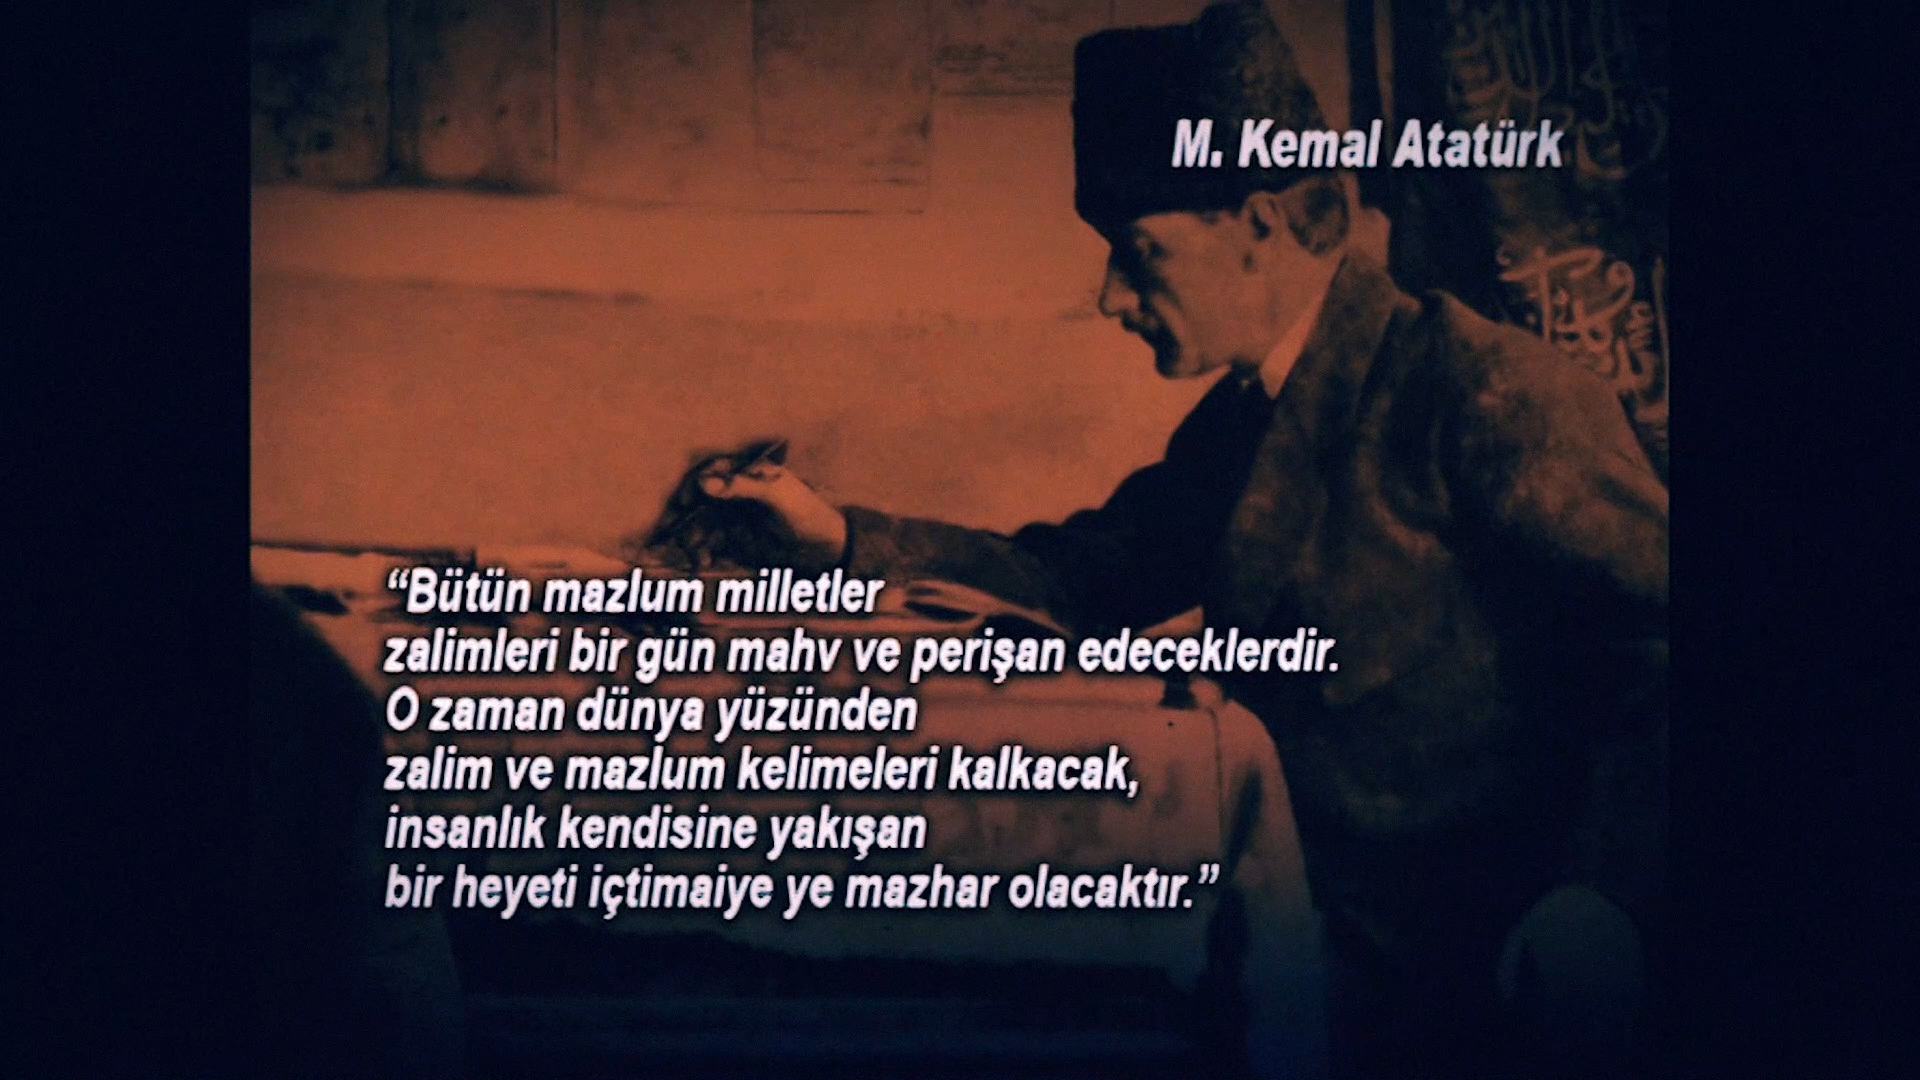 M. Kemal Atatürk
“Bütün mazlum milletler
zalimleri bir gün mahv ve perişan edeceklerdir.
O zaman dünya yüzünden
zalim ve mazlum kelimeleri kalkacak,
insanlık kendisine yakışan
bir heyeti içtimaiye ye mazhar olacaktır.”